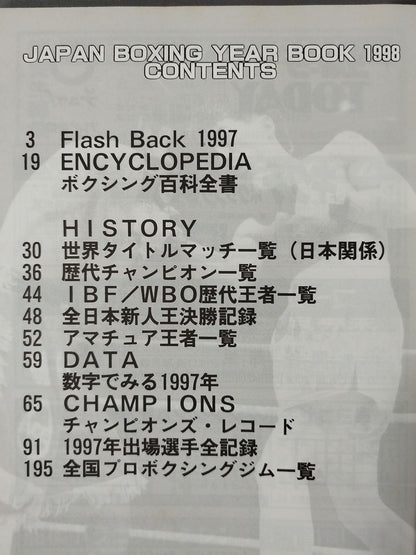 JAPAN BOXING YEAR BOOK 1998
CONTENTS
3 Flash Back 1997
19 ENCYCLOPEDIA
ボクシング百科全書
HISTORY
30 世界タイトルマッチ一覧（日本関係）
36 歴代チャンピオン一覧
44 IBF／WBO歴代王者一覧
48 全日本新人王決勝記録
52 アマチュア王者一覧
59 DATA
数字でみる1997年
65 CHAMPIONS
チャンピオンズ・レコード
91 1997年出場選手全記録
195 全国プロボクシングジム一覧